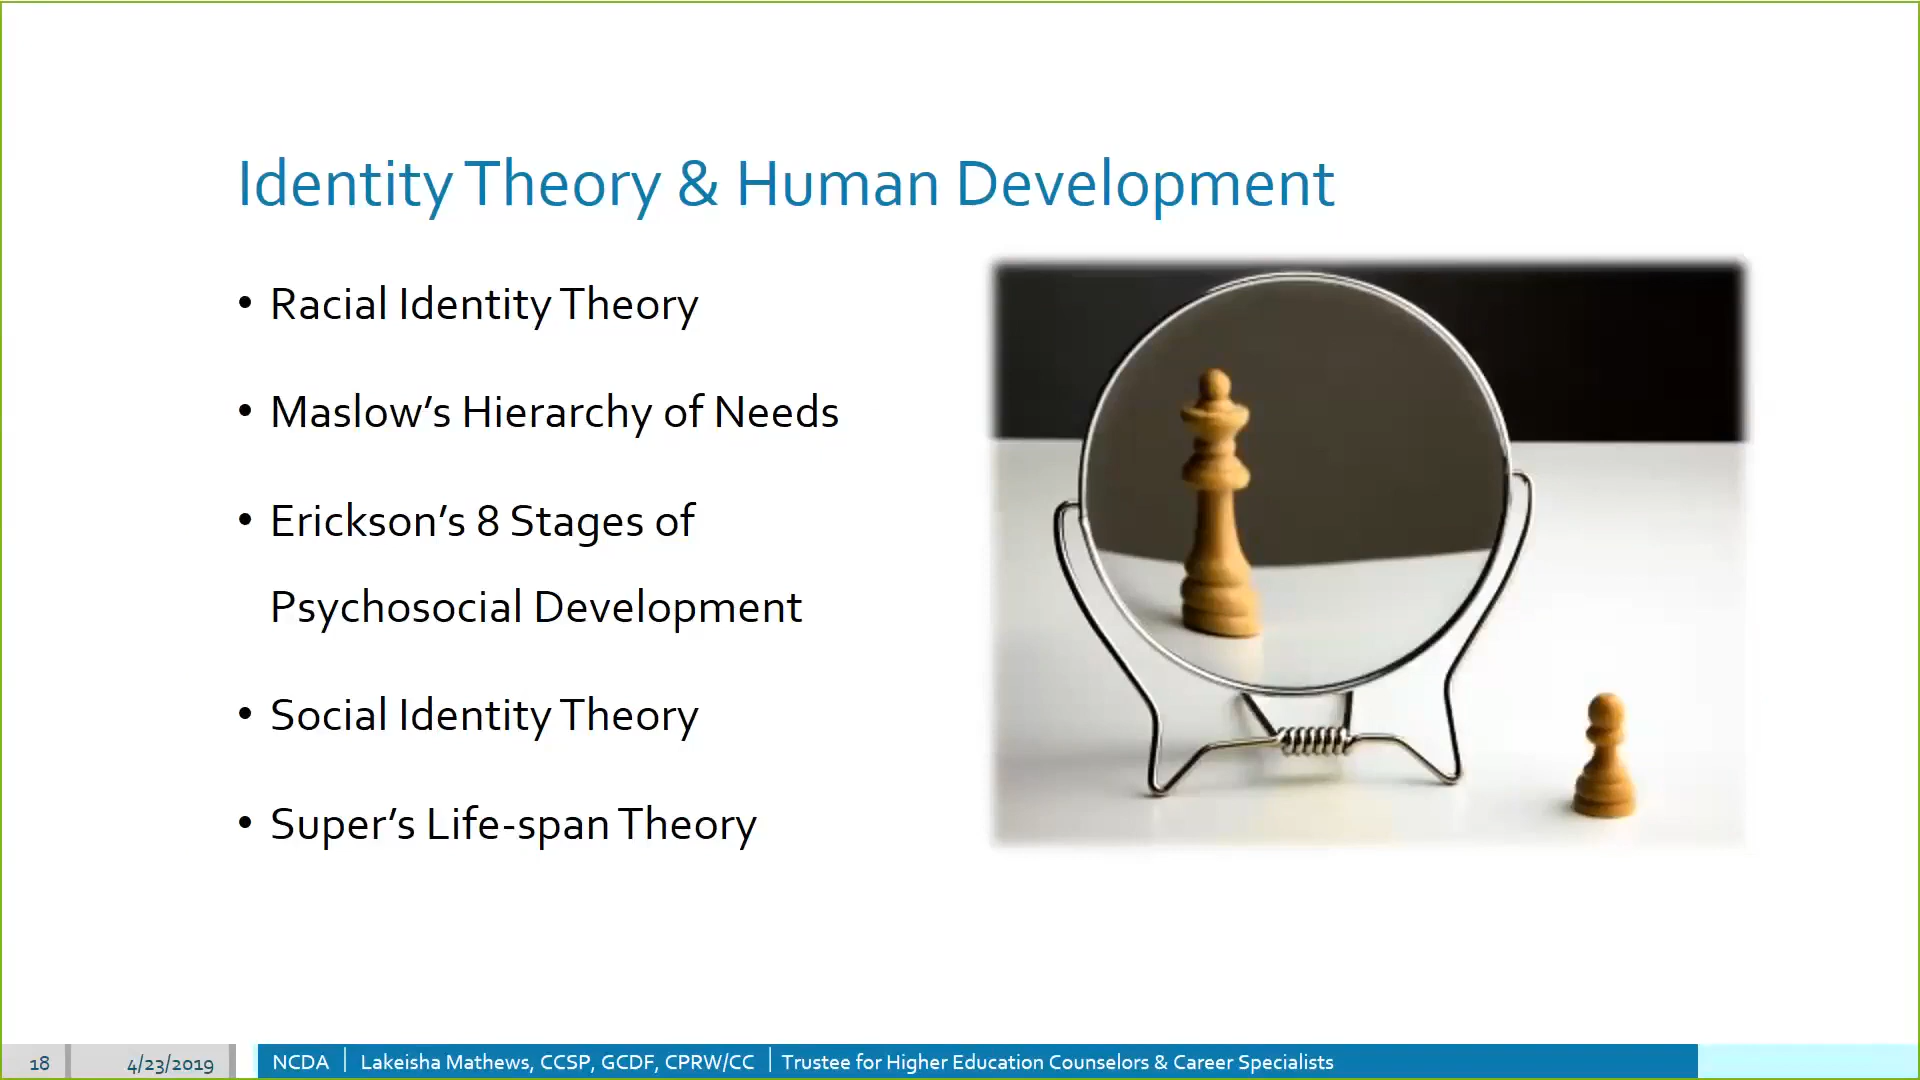 Identity Theory & Human Development
• Racial Identity Theory
• Maslow’s Hierarchy of Needs
• Erickson’s 8 Stages of
Psychosocial Development
• Social Identity Theory
• Super’s Life-span Theory
18 4/23/2019 NCDA | Lakeisha Mathews, CCSP, GCDF, CPRW/CC | Trustee for Higher Education Counselors & Career Specialists